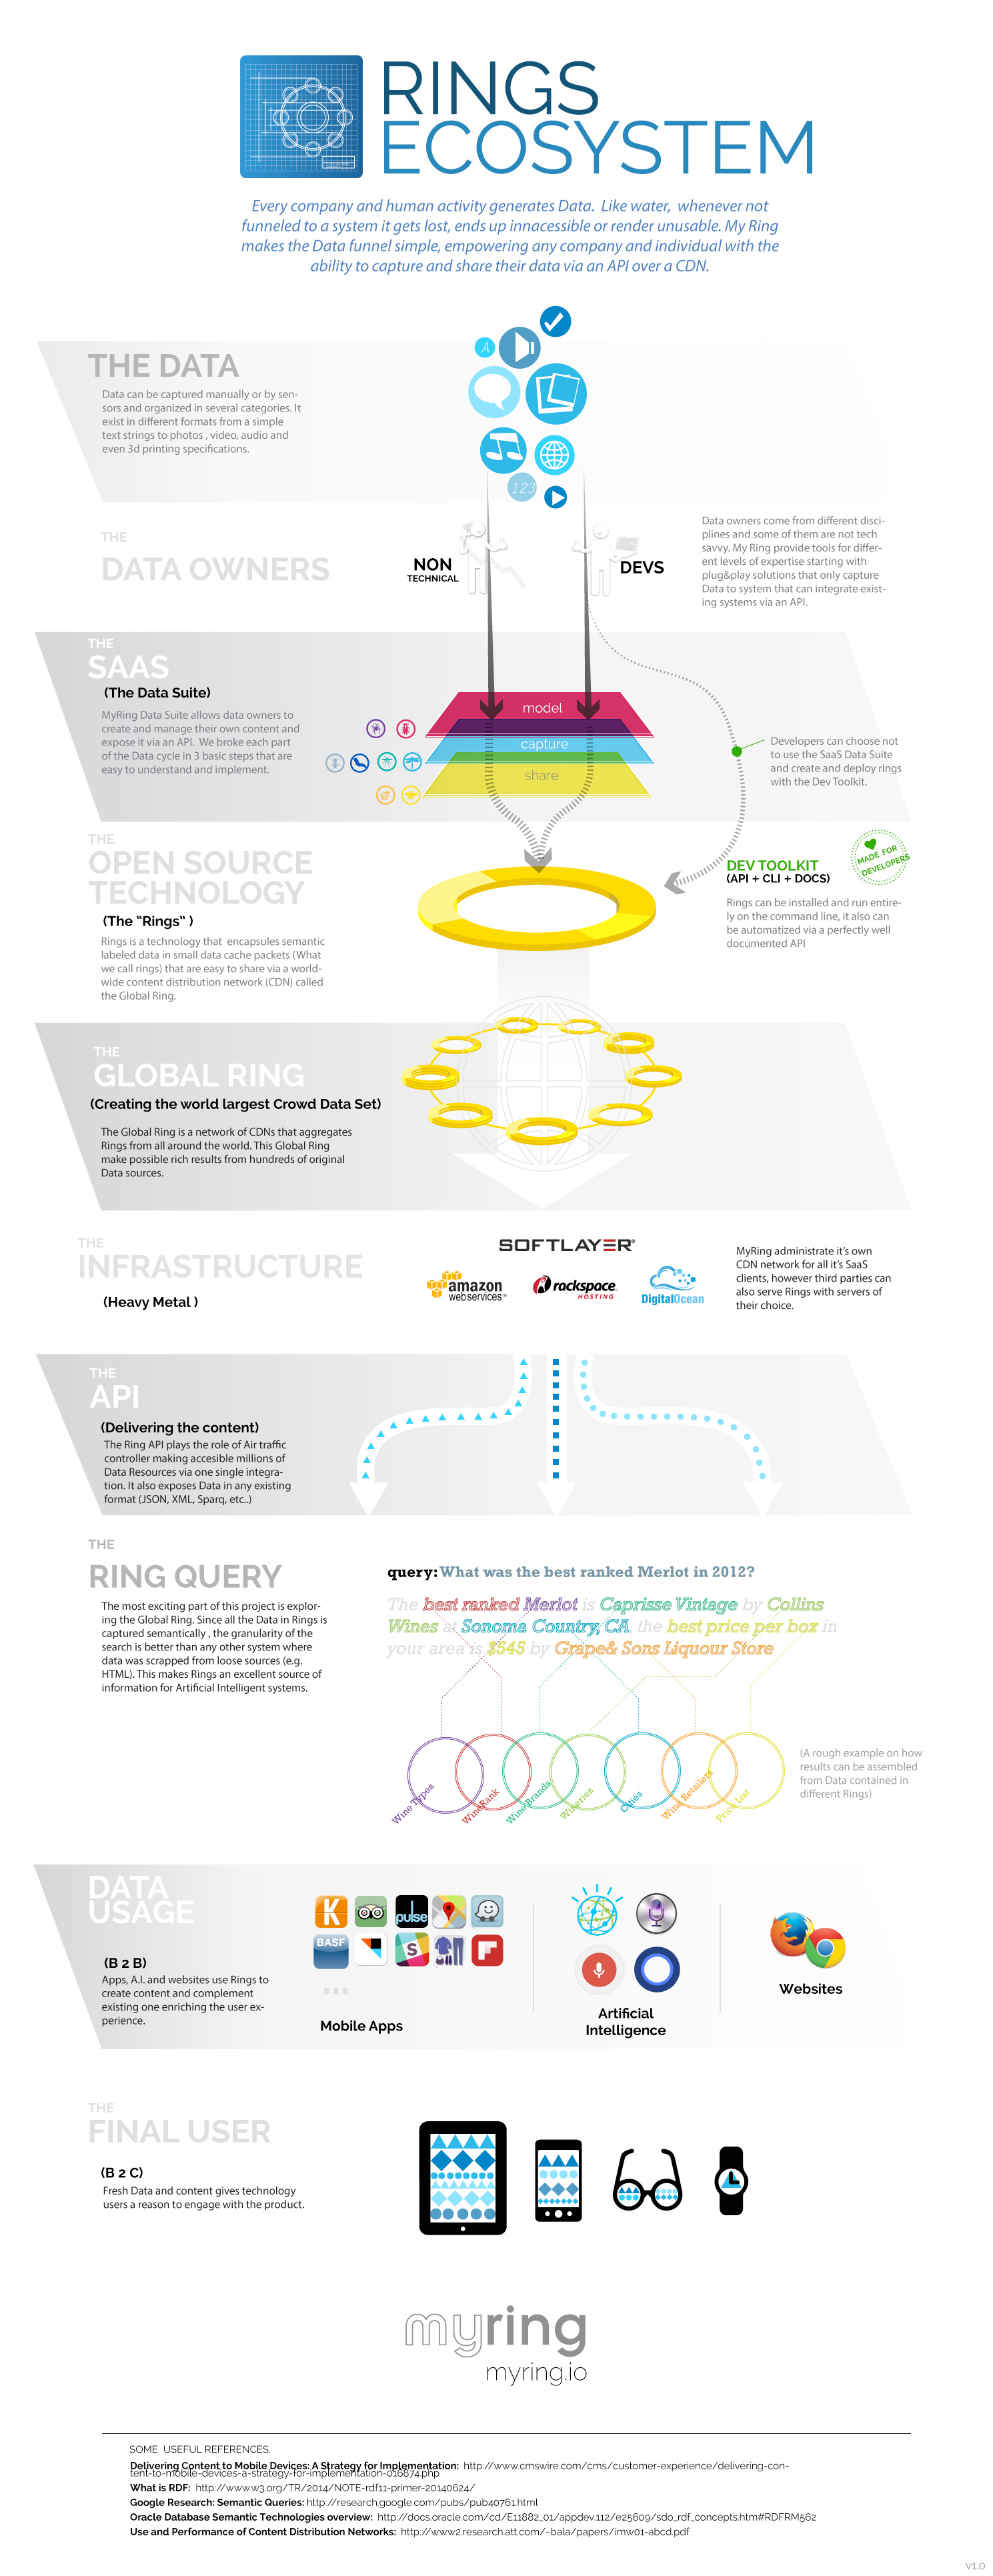 RINGS
ECOSYSTEM
Every company and human activity generates Data. Like water, whenever not
funneled to a system it gets lost, ends up innacessible or render unusable. My Ring
makes the Data funnel simple, empowering any company and individual with the
ability to capture and share their data via an API over a CDN.
THE DATA
Data can be captured manually or by sen-
sors and organized in several categories. It
exist in different formats from a simple
text strings to photos , video, audio and
even 3d printing specifications.
A
123
THE
DATA OWNERS
NON
TECHNICAL
DEVS
Data owners come from different disci-
plines and some of them are not tech
savvy. My Ring provide tools for differ-
ent levels of expertise starting with
plug&play solutions that only capture
Data to system that can integrate exist-
ing systems via an API.
THE
SAAS
(The Data Suite)
MyRing Data Suite allows data owners to
create and manage their own content and
expose it via an API. We broke each part
of the Data cycle in 3 basic steps that are
easy to understand and implement.
model
capture
share
Developers can choose not
to use the SaaS Data Suite
and create and deploy rings
with the Dev Toolkit.
THE
OPEN SOURCE
TECHNOLOGY
(The “Rings” )
Rings is a technology that encapsules semantic
labeled data in small data cache packets (What
we call rings) that are easy to share via a world-
wide content distribution network (CDN) called
the Global Ring.
DEV TOOLKIT
(API + CLI + DOCS)
MADE FOR
DEVELOPERS
Rings can be installed and run entire-
ly on the command line, it also can
be automatized via a perfectly well
documented API
THE
GLOBAL RING
(Creating the world largest Crowd Data Set)
The Global Ring is a network of CDNs that aggregates
Rings from all around the world. This Global Ring
make possible rich results from hundreds of original
Data sources.
THE
INFRASTRUCTURE
(Heavy Metal )
SOFTLAYER®
amazon
webservices™
rackspace.
HOSTING
DigitalOcean
MyRing administrate it’s own
CDN network for all it’s SaaS
clients, however third parties can
also serve Rings with servers of
their choice.
THE
API
(Delivering the content)
The Ring API plays the role of Air traffic
controller making accesible millions of
Data Resources via one single integra-
tion. It also exposes Data in any existing
format (JSON, XML, Sparq, etc..)
THE
RING QUERY
The most exciting part of this project is explor-
ing the Global Ring. Since all the Data in Rings is
captured semantically , the granularity of the
search is better than any other system where
data was scrapped from loose sources (e.g.
HTML). This makes Rings an excellent source of
information for Artificial Intelligent systems.
query: What was the best ranked Merlot in 2012?
The best ranked Merlot is Caprisse Vintage by Collins
Wines at Sonoma Country, CA, the best price per box in
your area is $545 by Grape& Sons Liquour Store
Wine Types
WineRank
Wine Brands
Wineries
Cities
Wine Retailers
Price List
(A rough example on how
results can be assembled
from Data contained in
different Rings)
DATA
USAGE
(B 2 B)
Apps, A.I. and websites use Rings to
create content and complement
existing one enriching the user ex-
perience.
K
pulse
BASF
S
Mobile Apps
Artificial
Intelligence
Websites
THE
FINAL USER
(B 2 C)
Fresh Data and content gives technology
users a reason to engage with the product.
myring
myring.io
SOME USEFUL REFERENCES.
Delivering Content to Mobile Devices: A Strategy for Implementation: http://www.cmswire.com/cms/customer-experience/delivering-con-
tent-to-mobile-devices-a-strategy-for-implementation-016874.php
What is RDF: http://www.w3.org/TR/2014/NOTE-rdf11-primer-20140624/
Google Research: Semantic Queries: http://research.google.com/pubs/pub40761.html
Oracle Database Semantic Technologies overview: http://docs.oracle.com/cd/E11882_01/appdev.112/e25609/sdo_rdf_concepts.htm#RDFRM562
Use and Performance of Content Distribution Networks: http://www2.research.att.com/~bala/papers/imw01-abcd.pdf
v1.0